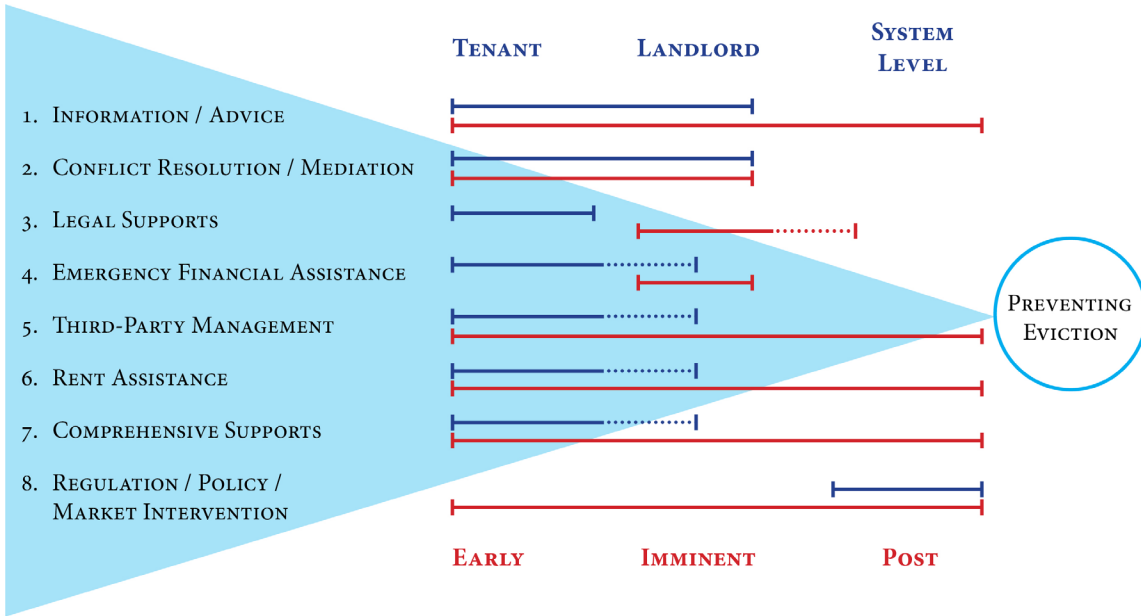 TENANT
LANDLORD
SYSTEM
LEVEL
1. INFORMATION / ADVICE
2. CONFLICT RESOLUTION / MEDIATION
3. LEGAL SUPPORTS
4. EMERGENCY FINANCIAL ASSISTANCE
5. THIRD-PARTY MANAGEMENT
6. RENT ASSISTANCE
7. COMPREHENSIVE SUPPORTS
8. REGULATION / POLICY /
MARKET INTERVENTION
PREVENTING
EVICTION
EARLY
IMMINENT
POST